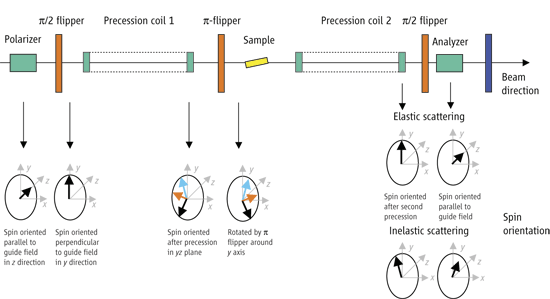 π/2 flipper
Precession coil 1
π-flipper
Precession coil 2
π/2 flipper
Polarizer
Sample
Analyzer
Beam
direction
Elastic scattering
y
z
x
y
z
x
y
z
x
y
z
x
y
z
x
y
z
x
Spin oriented
parallel to
guide field
in z direction
Spin oriented
perpendicular
to guide field
in y direction
Spin oriented
after precession
in yz plane
Rotated by π
flipper around
y axis
Spin oriented
after second
precession
Spin oriented
parallel to
guide field
Spin
orientation
Inelastic scattering
y
z
x
y
z
x